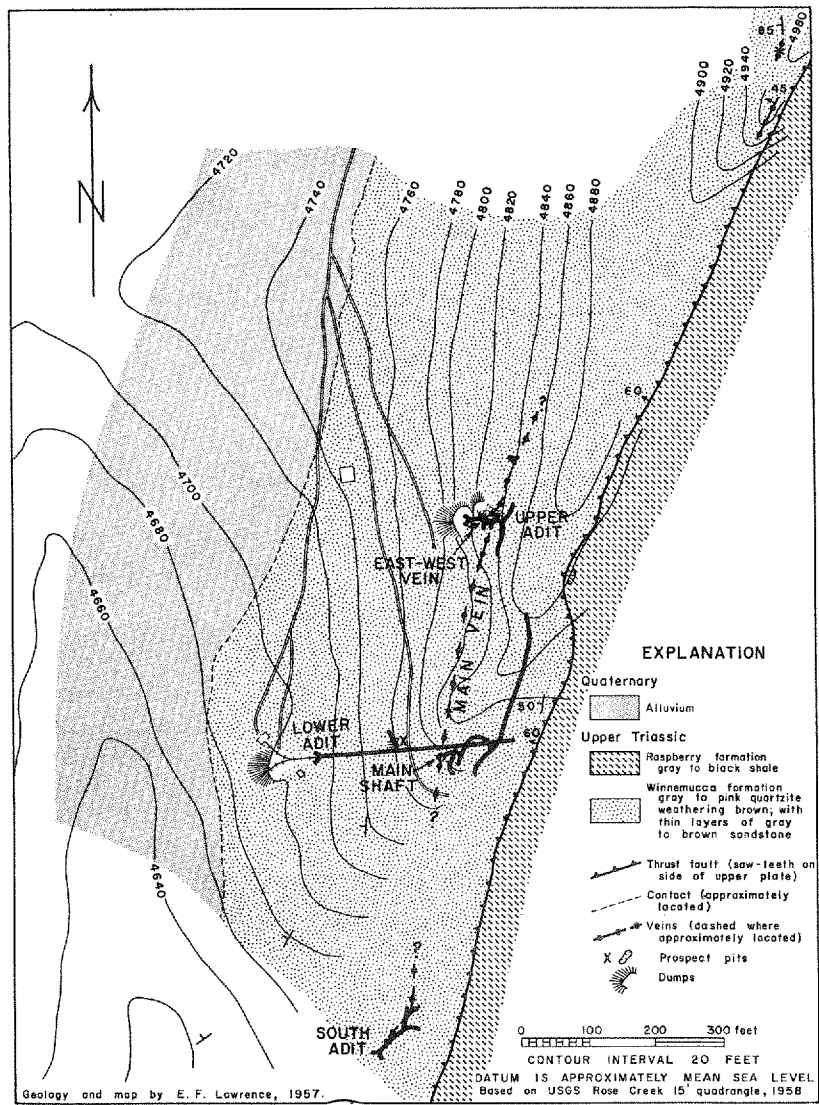 85
4980
4940
4920
4900
45
4720
4740
4760
4780
4800
4820
4840
4860
4880
N
60
4700
4680
4660
UPPER
ADIT
EAST-WEST
VEIN
MAIN VEIN
EXPLANATION
Quaternary
Alluvium
Upper Triassic
Raspberry formation
gray to black shale
Winnemucca formation
gray to pink quartzite
weathering brown; with
thin layers of gray
to brown sandstone
Thrust fault (saw-teeth on
side of upper plate)
Contact (approximately
located)
Veins (dashed where
approximately located)
X Prospect pits
Dumps
LOWER
ADIT
X
MAIN
SHAFT
50
60
?
?
?
4640
SOUTH
ADIT
0 100 200 300 feet
CONTOUR INTERVAL 20 FEET
DATUM IS APPROXIMATELY MEAN SEA LEVEL
Geology and map by E. F. Lawrence, 1957.
Based on USGS Rose Creek 15' quadrangle, 1958